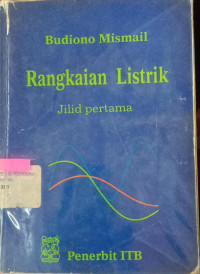 Budiono Mismail
Rangkaian Listrik
Jilid pertama
Penerbit ITB